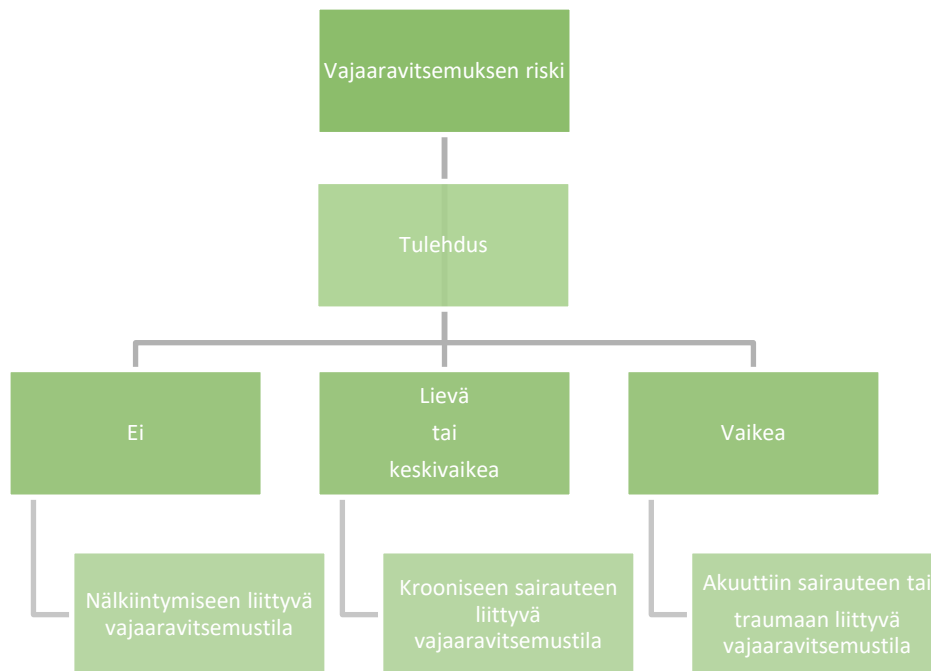 Vajaaravitsemuksen riski
Tulehdus
Ei
Lievä
tai
keskivaikea
Vaikea
Nälkiintymiseen liittyvä
vajaaravitsemustila
Krooniseen sairauteen
liittyvä
vajaaravitsemustila
Akuuttiin sairauteen tai
traumaan liittyvä
vajaaravitsemustila